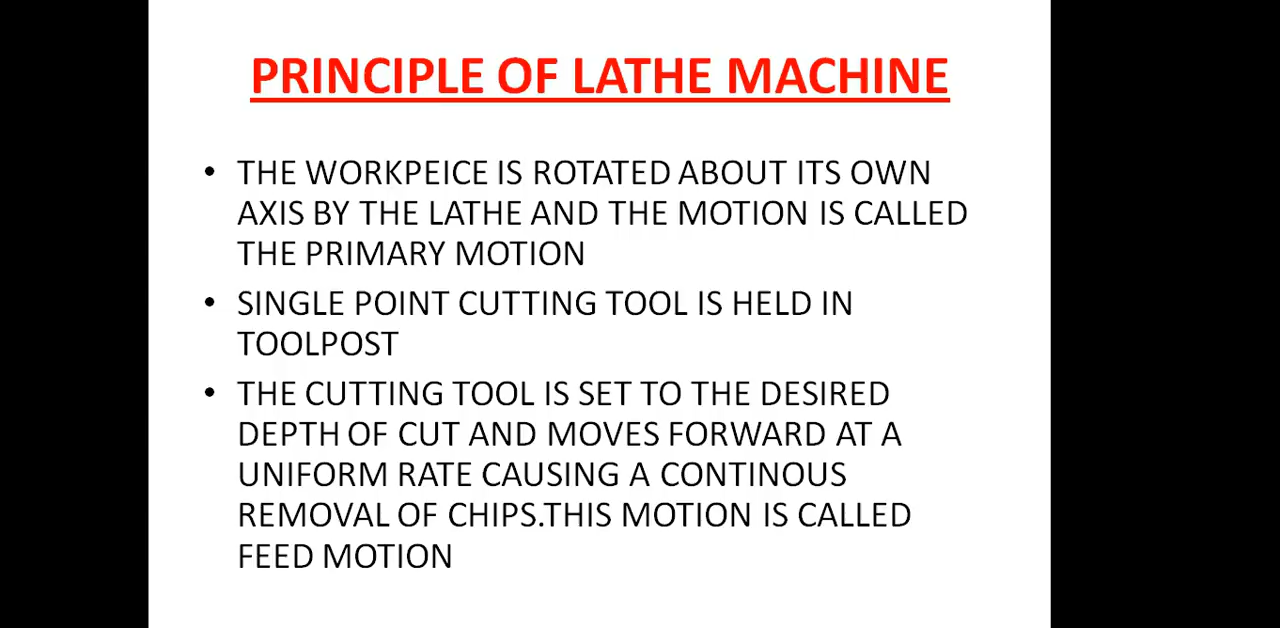 PRINCIPLE OF LATHE MACHINE
• THE WORKPEICE IS ROTATED ABOUT ITS OWN
AXIS BY THE LATHE AND THE MOTION IS CALLED
THE PRIMARY MOTION
• SINGLE POINT CUTTING TOOL IS HELD IN
TOOLPOST
• THE CUTTING TOOL IS SET TO THE DESIRED
DEPTH OF CUT AND MOVES FORWARD AT A
UNIFORM RATE CAUSING A CONTINOUS
REMOVAL OF CHIPS.THIS MOTION IS CALLED
FEED MOTION